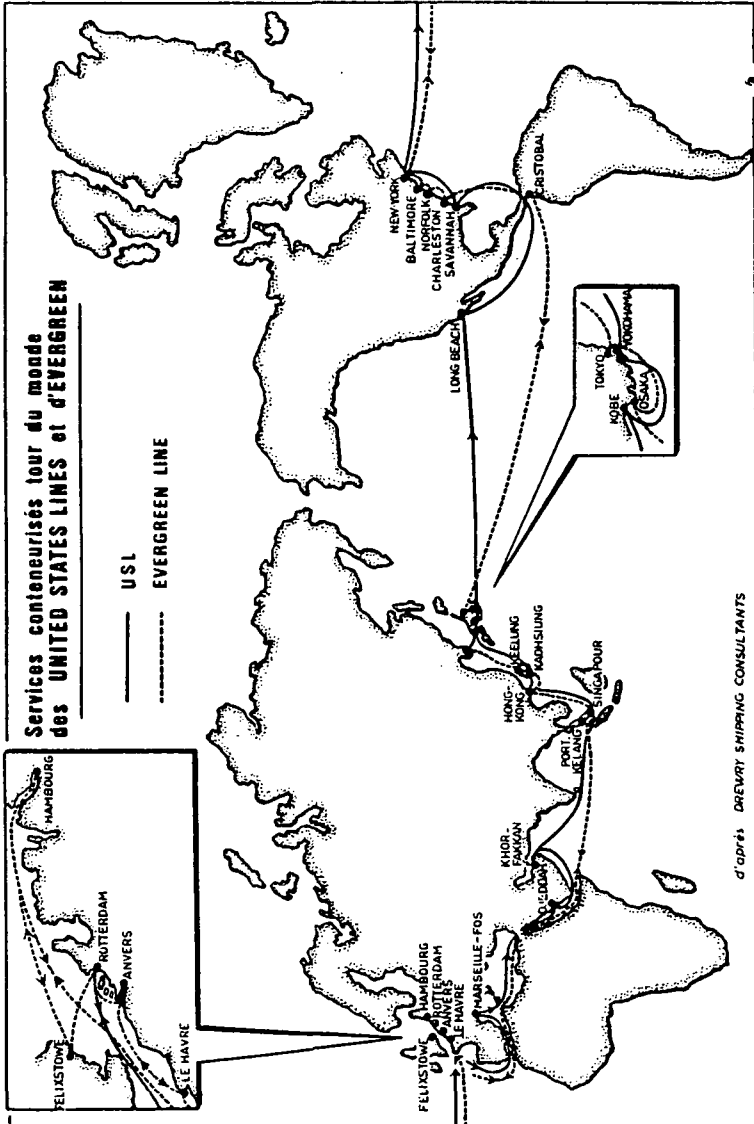 Services conteneurisés tour du monde
des UNITED STATES LINES et d'EVERGREEN
USL
EVERGREEN LINE
HAMBOURG
ROTTERDAM
ANVERS
FELIXSTOWE
LE HAVRE
NEW YORK
BALTIMORE
NORFOLK
CHARLESTON
SAVANNAH
LONG BEACH
CRISTOBAL
TOKYO
YOKOHAMA
KOBE
OSAKA
KEELUNG
KAOHSIUNG
HONG-
KONG
SINGAPOUR
PORT
KELANG
KHOR
FAKKAN
HAMBOURG
ROTTERDAM
ANVERS
LE HAVRE
FELIXSTOWE
MARSEILLE-FOS
d'après DREWRY SHIPPING CONSULTANTS